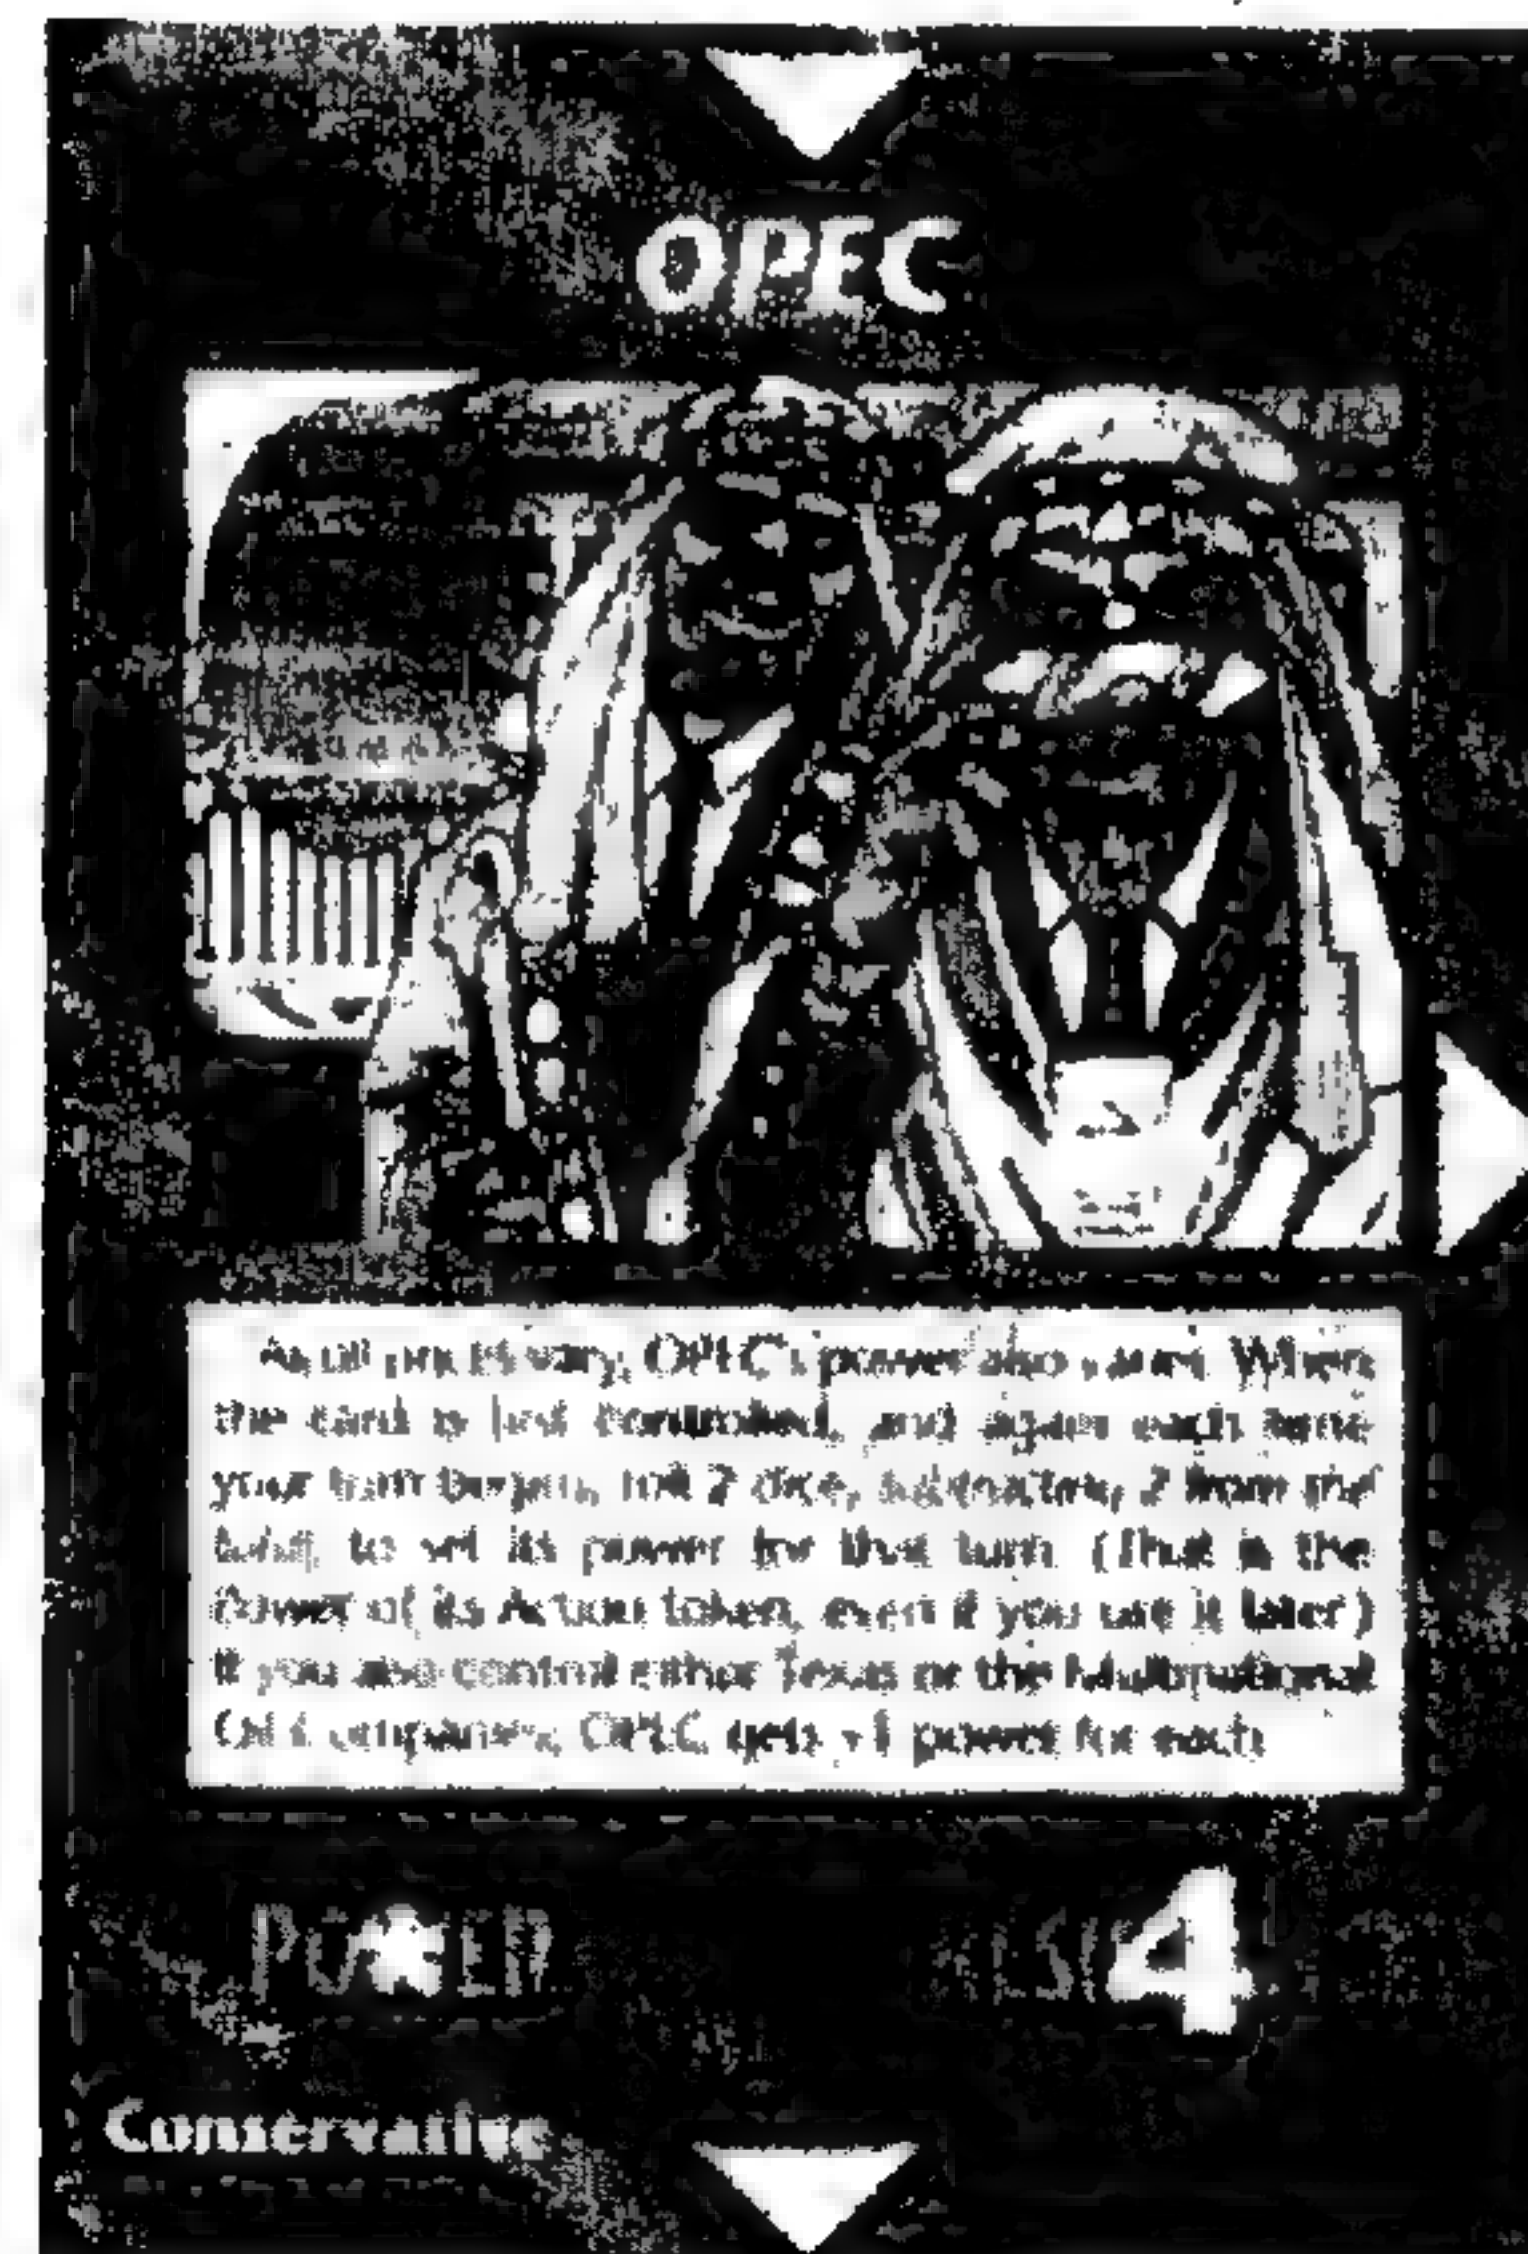 OPEC
As oil prices vary, OPEC's power also varies. When
the card is first controlled, and again each time
your turn begins, roll 2 dice, subtracting 2 from the
total, to set its power for that turn. (That is the
Power of its Action token, even if you use it later.)
If you also control either Texas or the Multinational
Oil Companies, OPEC gets +1 power for each.
POWER *
RESIST 4
Conservative